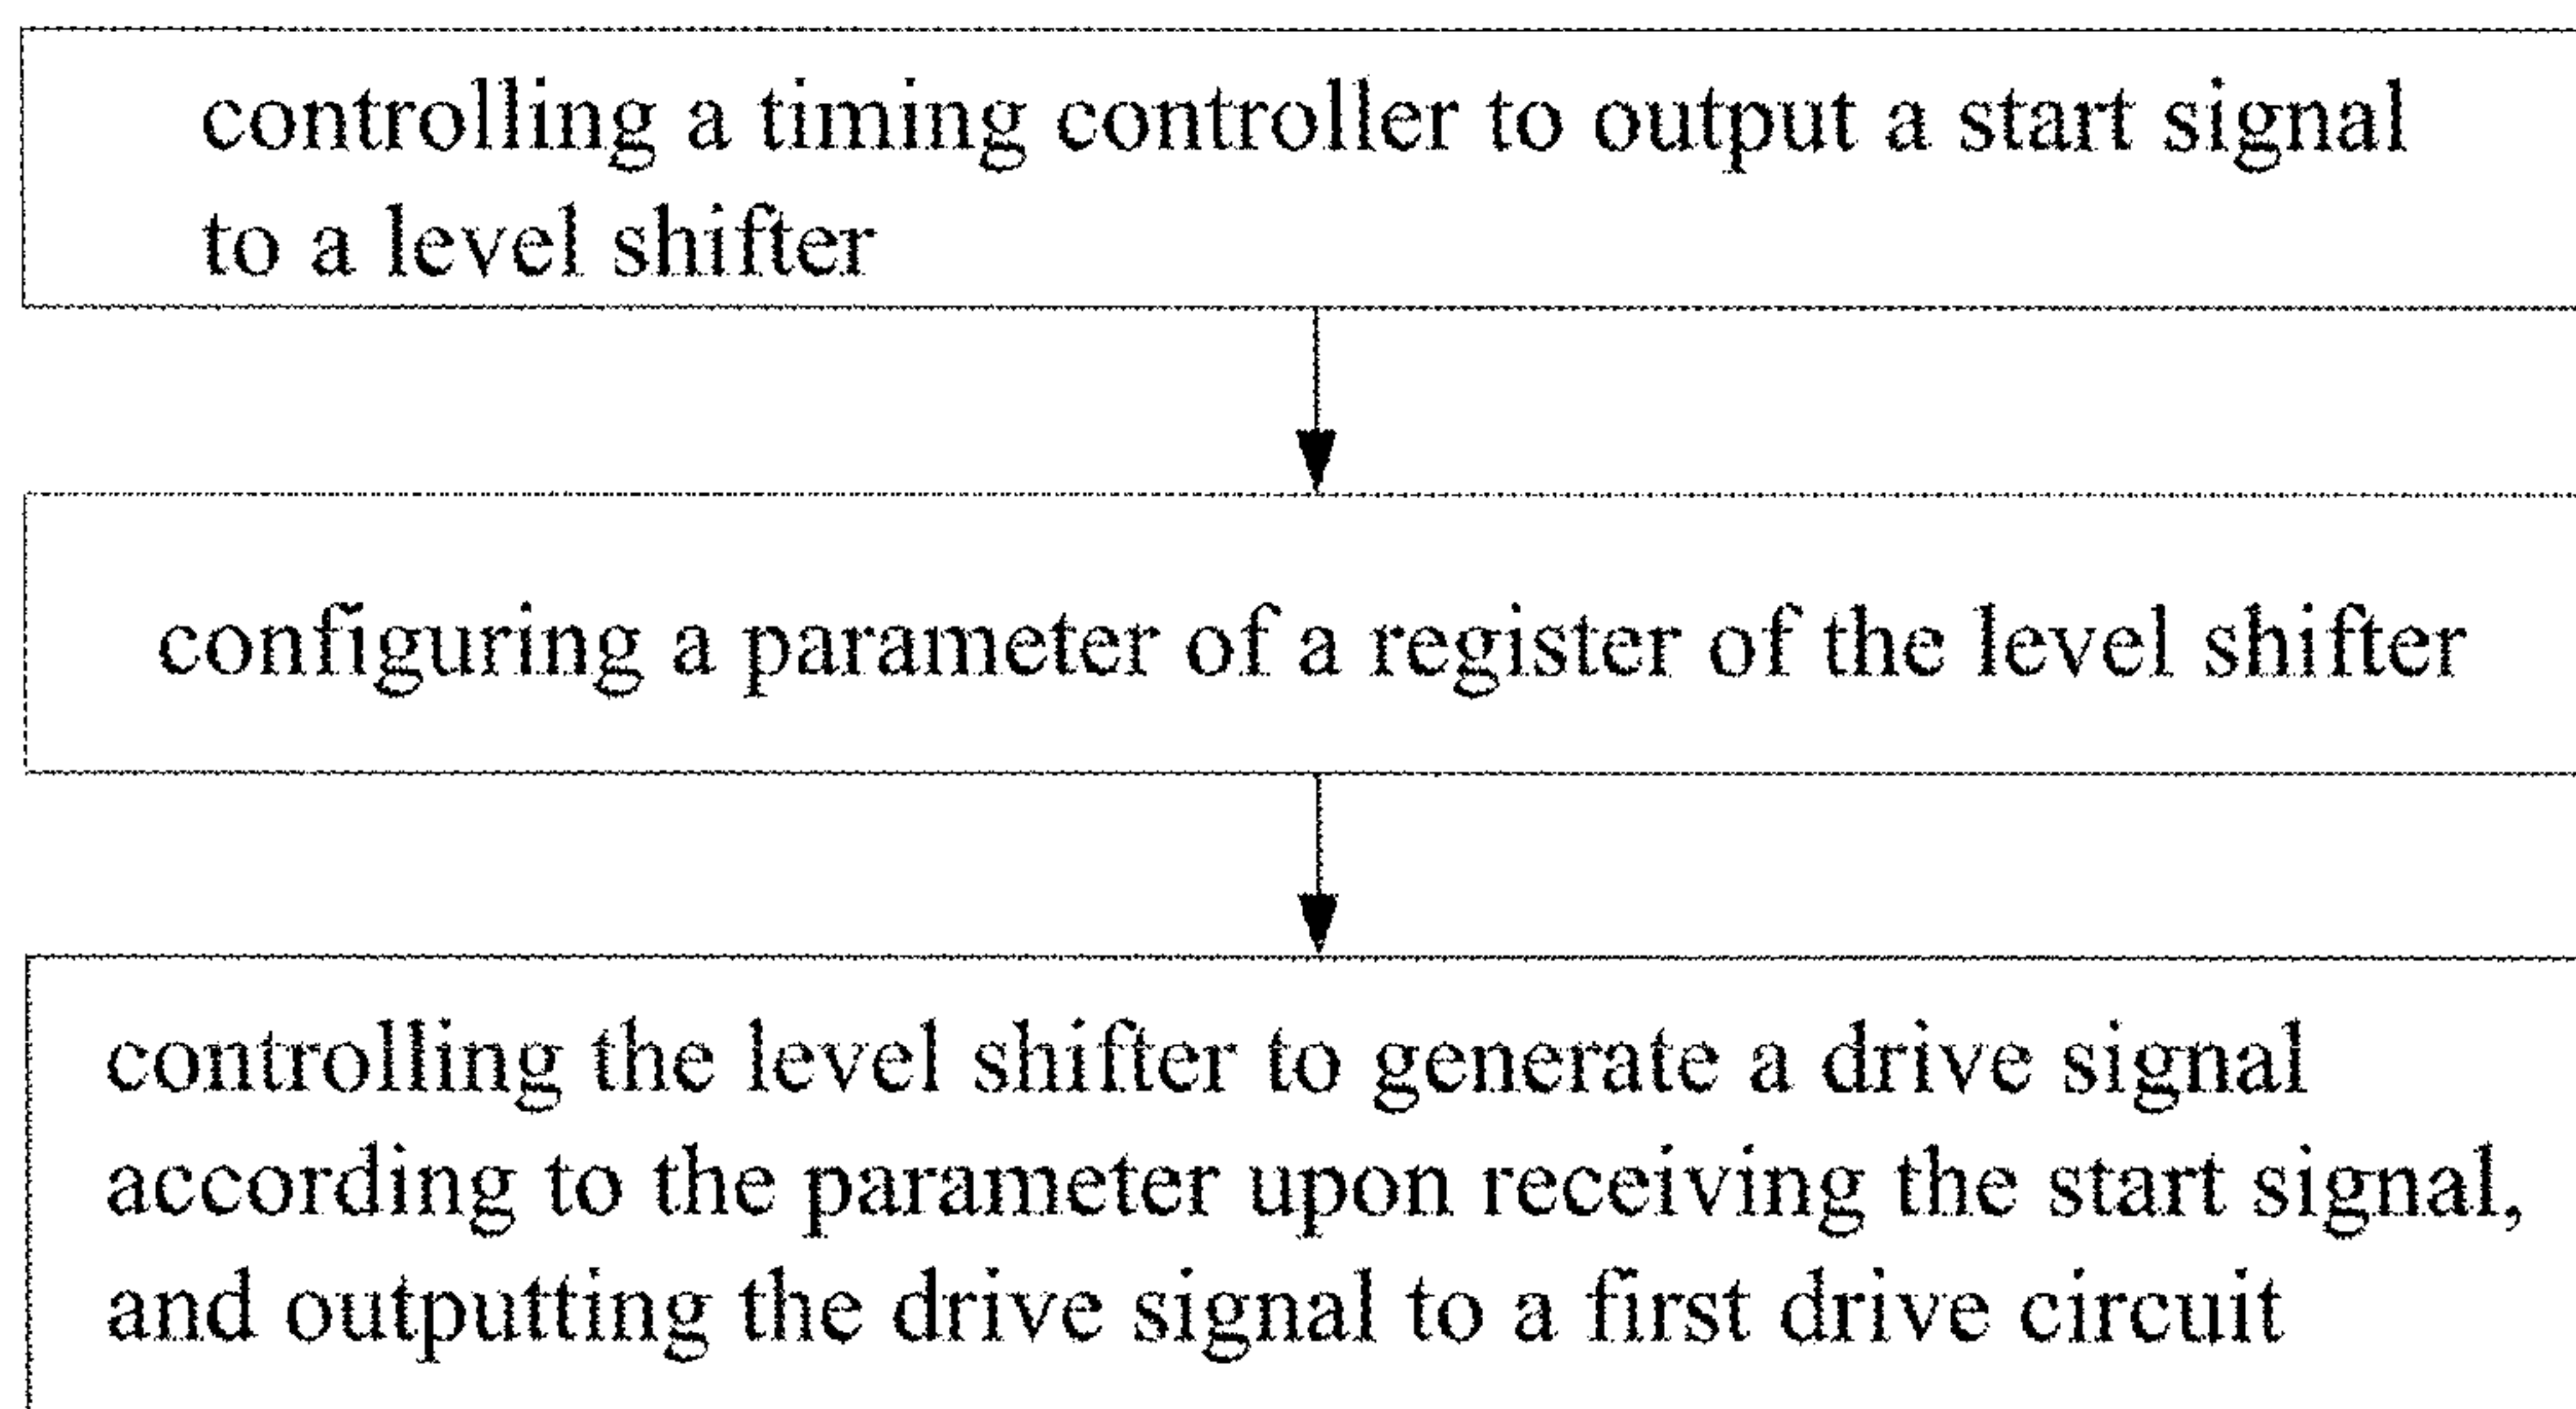 controlling a timing controller to output a start signal
to a level shifter
configuring a parameter of a register of the level shifter
controlling the level shifter to generate a drive signal
according to the parameter upon receiving the start signal,
and outputting the drive signal to a first drive circuit